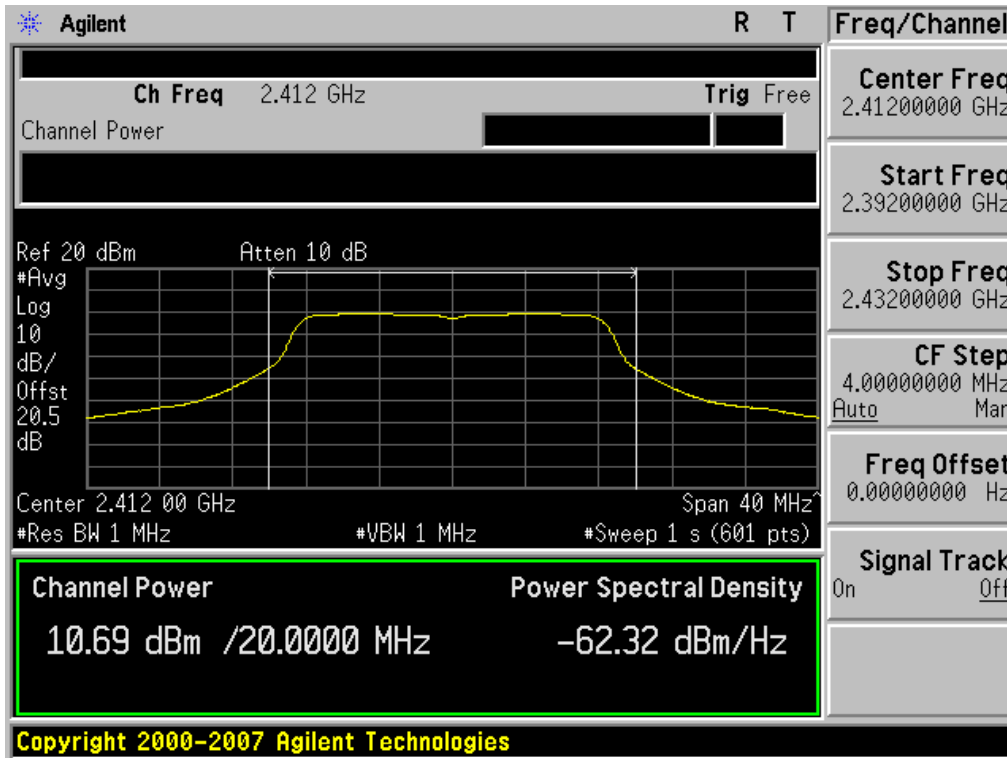 Agilent R T
Freq/Channel
Ch Freq 2.412 GHz Trig Free
Channel Power
Center Freq
2.41200000 GHz
Start Freq
2.39200000 GHz
Ref 20 dBm Atten 10 dB
#Avg
Log
10
dB/
Offst
20.5
dB
Stop Freq
2.43200000 GHz
CF Step
4.00000000 MHz
Auto Man
Freq Offset
0.00000000 Hz
Center 2.412 00 GHz Span 40 MHz^
#Res BW 1 MHz #VBW 1 MHz #Sweep 1 s (601 pts)
Signal Track
On Off
Channel Power Power Spectral Density
10.69 dBm /20.0000 MHz -62.32 dBm/Hz
Copyright 2000-2007 Agilent Technologies